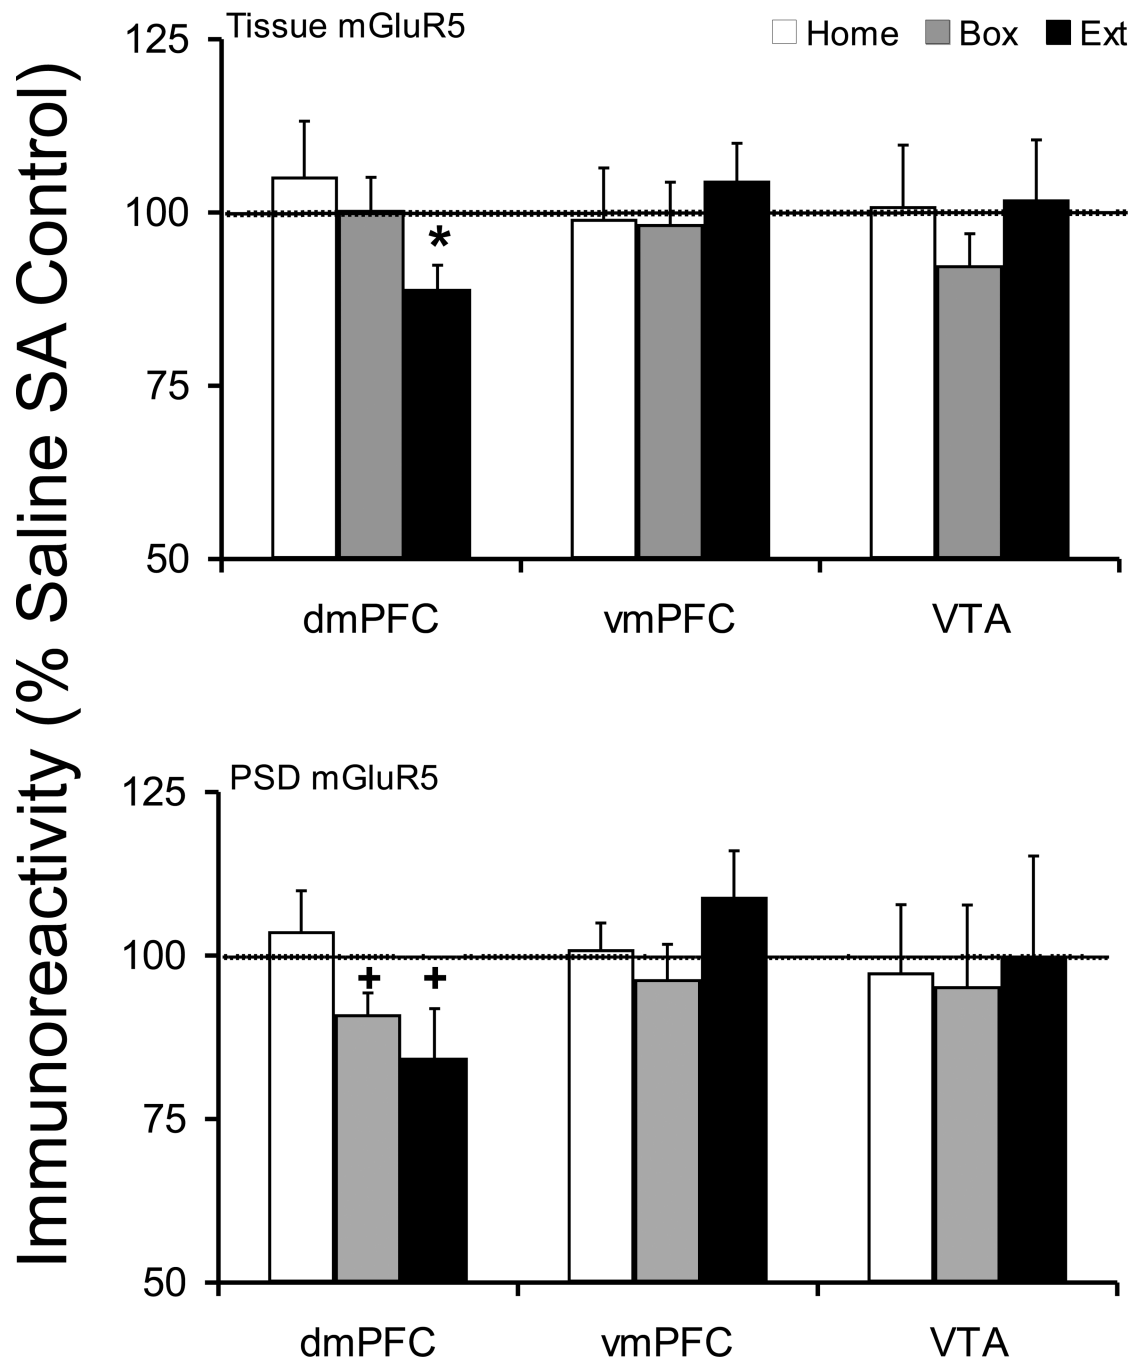 Immunoreactivity (% Saline SA Control)
Tissue mGluR5
Home Box Ext
125
100
*
75
50
dmPFC vmPFC VTA
PSD mGluR5
125
100
+ +
75
50
dmPFC vmPFC VTA